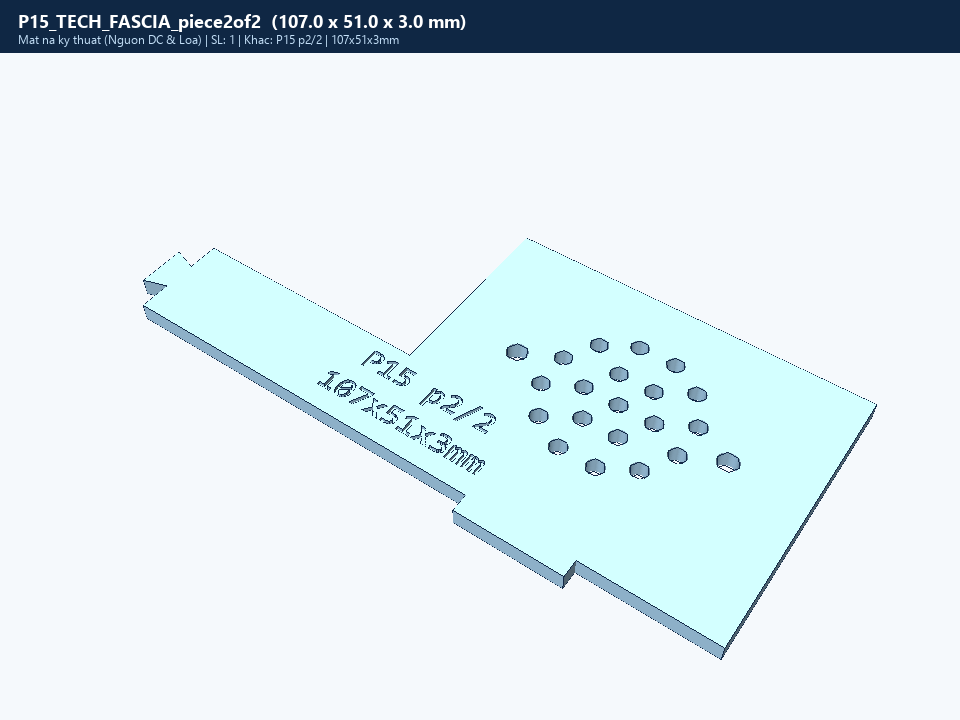 P15_TECH_FASCIA_piece2of2 (107.0 x 51.0 x 3.0 mm)
Mat na ky thuat (Nguon DC & Loa) | SL: 1 | Khac: P15 p2/2 | 107x51x3mm
P15 p2/2
107x51x3mm